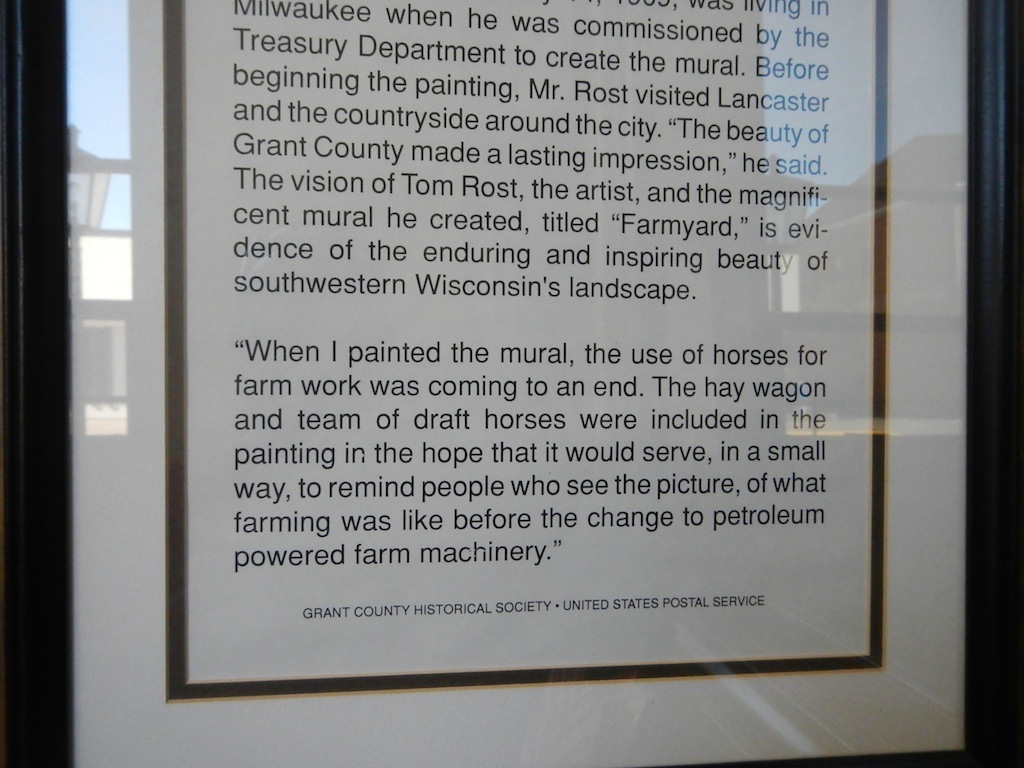 was living in
Milwaukee when he was commissioned by the
Treasury Department to create the mural. Before
beginning the painting, Mr. Rost visited Lancaster
and the countryside around the city. “The beauty of
Grant County made a lasting impression,” he said.
The vision of Tom Rost, the artist, and the magnifi-
cent mural he created, titled “Farmyard,” is evi-
dence of the enduring and inspiring beauty of
southwestern Wisconsin's landscape.
“When I painted the mural, the use of horses for
farm work was coming to an end. The hay wagon
and team of draft horses were included in the
painting in the hope that it would serve, in a small
way, to remind people who see the picture, of what
farming was like before the change to petroleum
powered farm machinery.”
GRANT COUNTY HISTORICAL SOCIETY • UNITED STATES POSTAL SERVICE